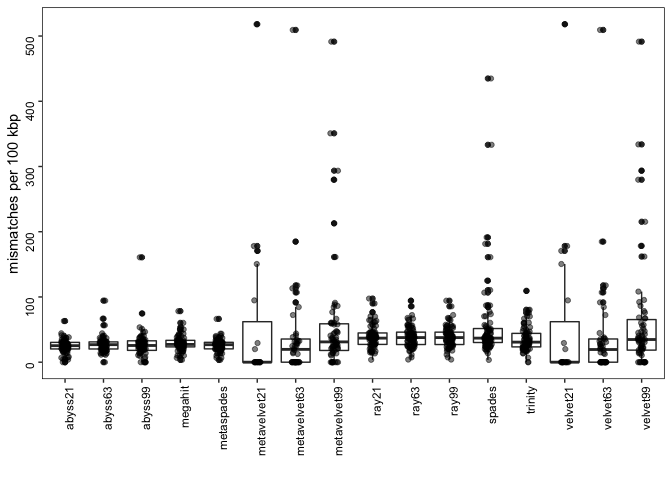 mismatches per 100 kbp
500
400
300
200
100
0
abyss21
abyss63
abyss99
megahit
metaspades
metavelvet21
metavelvet63
metavelvet99
ray21
ray63
ray99
spades
trinity
velvet21
velvet63
velvet99